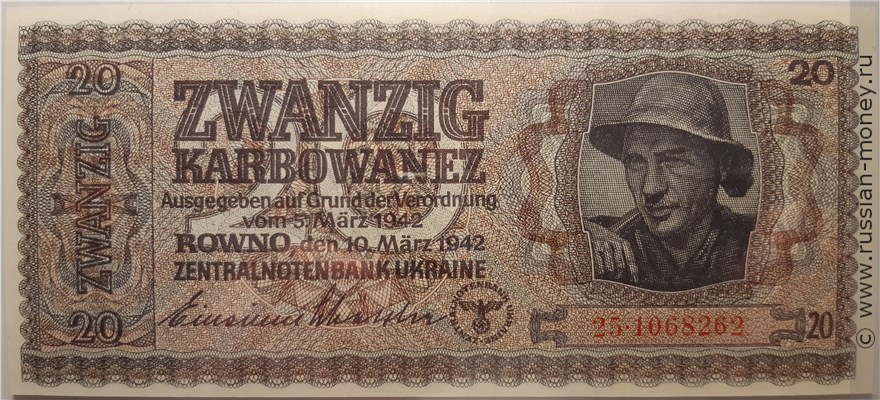 20
20
ZWANZIG
ZWANZIG
KARBOWANEZ
Ausgegeben auf Grund der Verordnung
vom 5. März 1942
ROWNO den 10. März 1942
ZENTRALNOTENBANK UKRAINE
25·1068262
20
20
20
© www.russian-money.ru